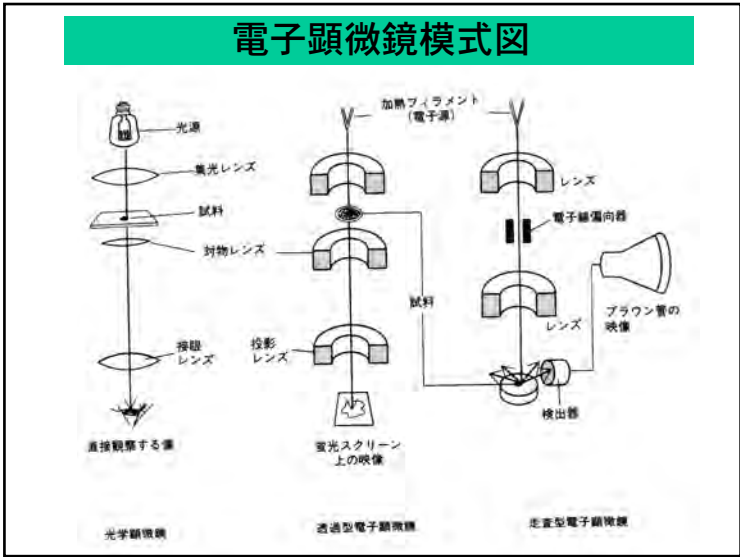 電子顕微鏡模式図
加熱フィラメント
(電子源)
光源
集光レンズ
試料
対物レンズ
接眼
レンズ
直接観察する像
光学顕微鏡
投影
レンズ
蛍光スクリーン
上の映像
透過型電子顕微鏡
試料
レンズ
電子線偏向器
レンズ
ブラウン管の
映像
検出器
走査型電子顕微鏡